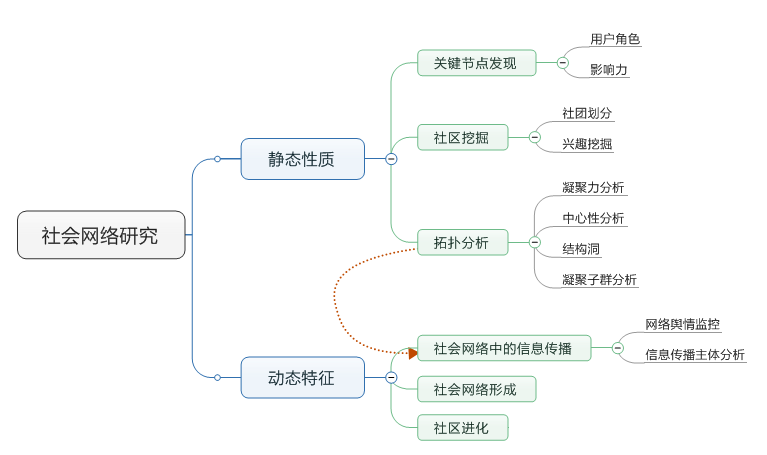 社会网络研究
静态性质
关键节点发现
用户角色
影响力
社区挖掘
社团划分
兴趣挖掘
拓扑分析
凝聚力分析
中心性分析
结构洞
凝聚子群分析
动态特征
社会网络中的信息传播
网络舆情监控
信息传播主体分析
社会网络形成
社区进化